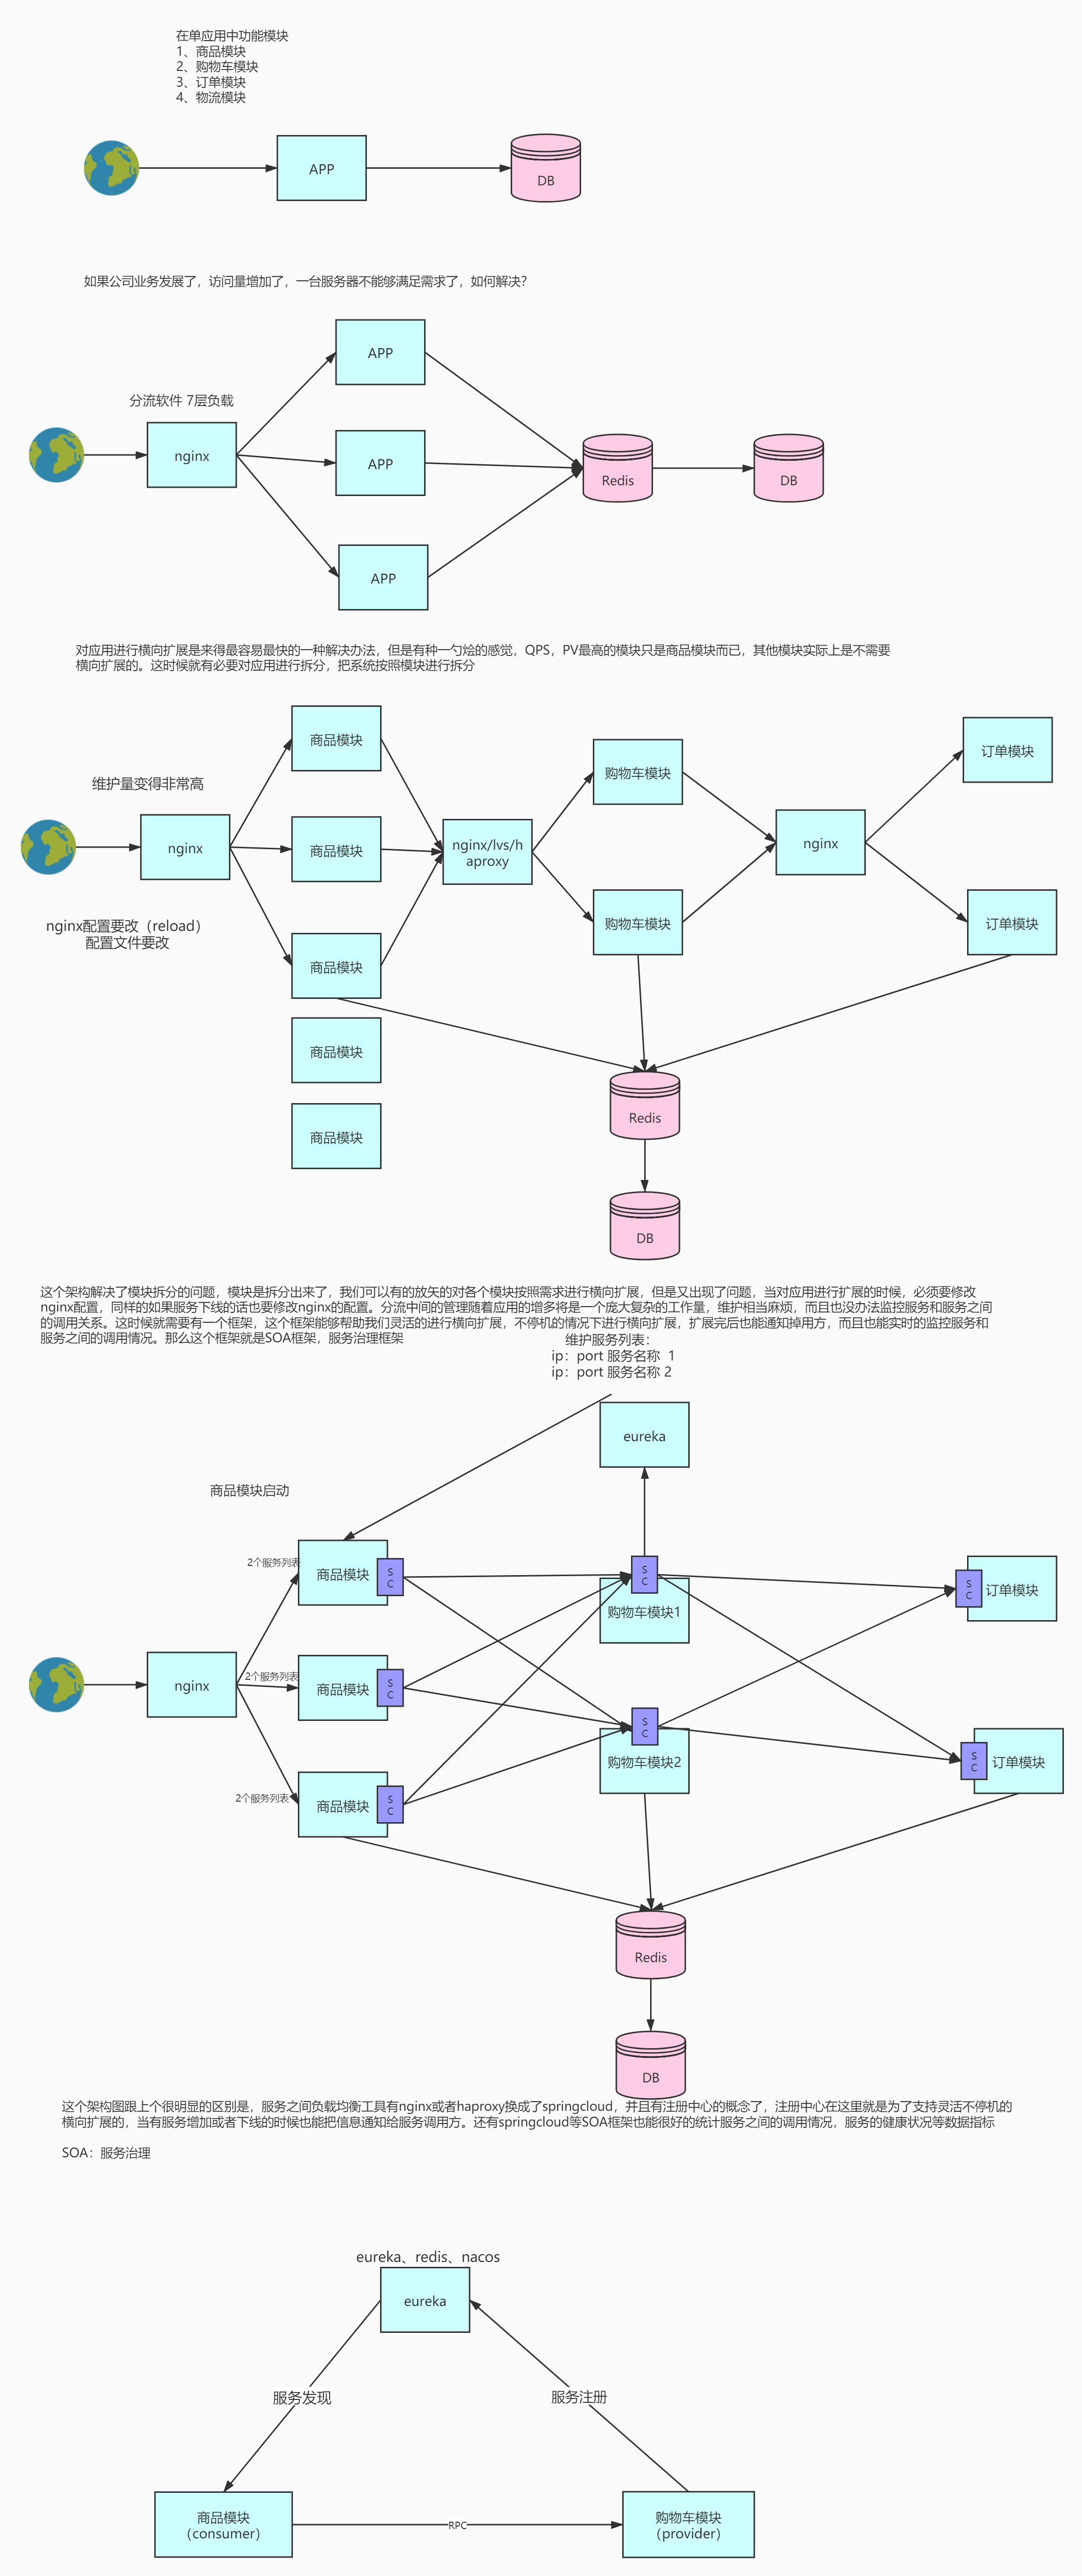 在单应用中功能模块
1、商品模块
2、购物车模块
3、订单模块
4、物流模块
APP
DB
如果公司业务发展了，访问量增加了，一台服务器不能够满足需求了，如何解决？
APP
分流软件 7层负载
nginx
APP
Redis
DB
APP
对应用进行横向扩展是来得最容易最快的一种解决办法，但是有种一勺烩的感觉，QPS，PV最高的模块只是商品模块而已，其他模块实际上是不需要
横向扩展的。这时候就有必要对应用进行拆分，把系统按照模块进行拆分
商品模块
订单模块
购物车模块
维护量变得非常高
nginx
商品模块
nginx/lvs/h
aproxy
nginx
nginx配置要改（reload）
配置文件要改
商品模块
购物车模块
订单模块
商品模块
Redis
商品模块
DB
这个架构解决了模块拆分的问题，模块是拆分出来了，我们可以有的放矢的对各个模块按照需求进行横向扩展，但是又出现了问题，当对应用进行扩展的时候，必须要修改
nginx配置，同样的如果服务下线的话也要修改nginx的配置。分流中间的管理随着应用的增多将是一个庞大复杂的工作量，维护相当麻烦，而且也没办法监控服务和服务之间
的调用关系。这时候就需要有一个框架，这个框架能够帮助我们灵活的进行横向扩展，不停机的情况下进行横向扩展，扩展完后也能通知掉用方，而且也能实时的监控服务和
服务之间的调用情况。那么这个框架就是SOA框架，服务治理框架
维护服务列表：
ip：port 服务名称 1
ip：port 服务名称 2
eureka
商品模块启动
2个服务列表
商品模块
S
C
S
C
购物车模块1
S
C
订单模块
nginx
2个服务列表
商品模块
S
C
S
C
购物车模块2
S
C
订单模块
2个服务列表
商品模块
S
C
Redis
DB
这个架构图跟上个很明显的区别是，服务之间负载均衡工具有nginx或者haproxy换成了springcloud，并且有注册中心的概念了，注册中心在这里就是为了支持灵活不停机的
横向扩展的，当有服务增加或者下线的时候也能把信息通知给服务调用方。还有springcloud等SOA框架也能很好的统计服务之间的调用情况，服务的健康状况等数据指标
SOA：服务治理
eureka、redis、nacos
eureka
服务发现
服务注册
商品模块
（consumer）
RPC
购物车模块
（provider）